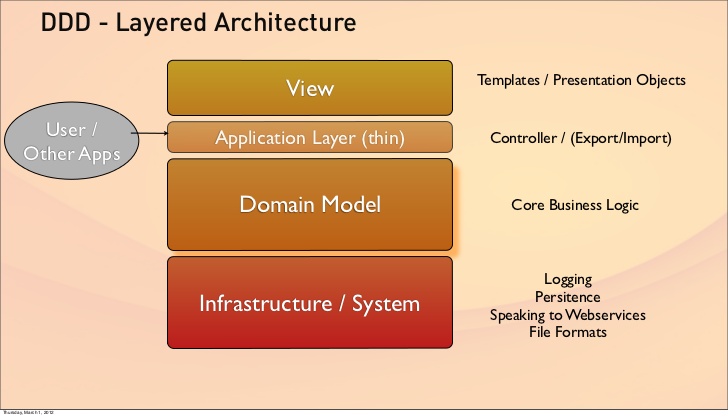 DDD - Layered Architecture
View
Templates / Presentation Objects
User /
Other Apps
Application Layer (thin)
Controller / (Export/Import)
Domain Model
Core Business Logic
Infrastructure / System
Logging
Persitence
Speaking to Webservices
File Formats
Thursday, March 1, 2012